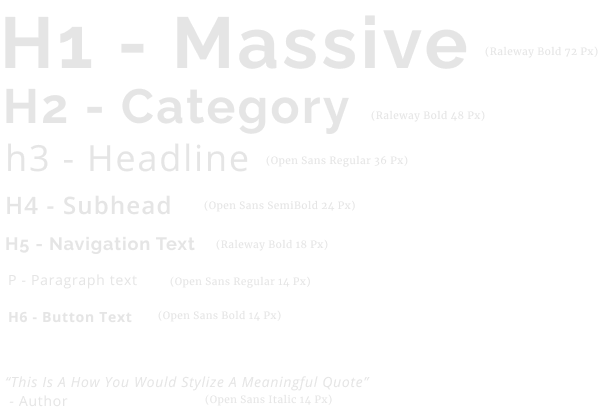 H1 - Massive (Raleway Bold 72 Px)
H2 - Category (Raleway Bold 48 Px)
h3 - Headline (Open Sans Regular 36 Px)
H4 - Subhead (Open Sans SemiBold 24 Px)
H5 - Navigation Text (Raleway Bold 18 Px)
P - Paragraph text (Open Sans Regular 14 Px)
H6 - Button Text (Open Sans Bold 14 Px)
“This Is A How You Would Stylize A Meaningful Quote”
- Author (Open Sans Italic 14 Px)